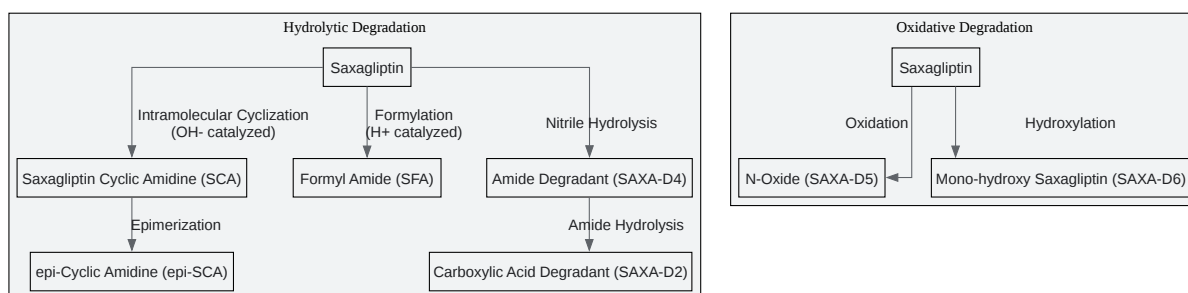 Hydrolytic Degradation
Saxagliptin
Intramolecular Cyclization
(OH- catalyzed)
Formylation
(H+ catalyzed)
Nitrile Hydrolysis
Saxagliptin Cyclic Amidine (SCA)
Formyl Amide (SFA)
Amide Degradant (SAXA-D4)
Epimerization
Amide Hydrolysis
epi-Cyclic Amidine (epi-SCA)
Carboxylic Acid Degradant (SAXA-D2)
Oxidative Degradation
Saxagliptin
Oxidation
Hydroxylation
N-Oxide (SAXA-D5)
Mono-hydroxy Saxagliptin (SAXA-D6)